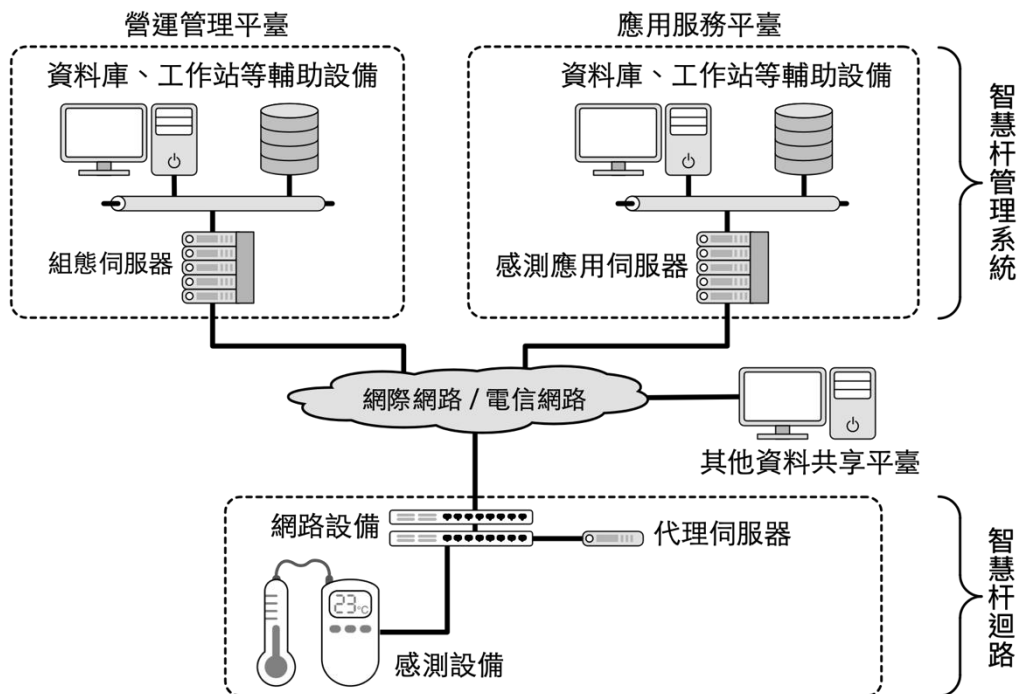 營運管理平臺
應用服務平臺
資料庫、工作站等輔助設備
資料庫、工作站等輔助設備
智慧杆管理系統
組態伺服器
感測應用伺服器
網際網路 / 電信網路
其他資料共享平臺
網路設備
代理伺服器
智慧杆迴路
23°C
感測設備